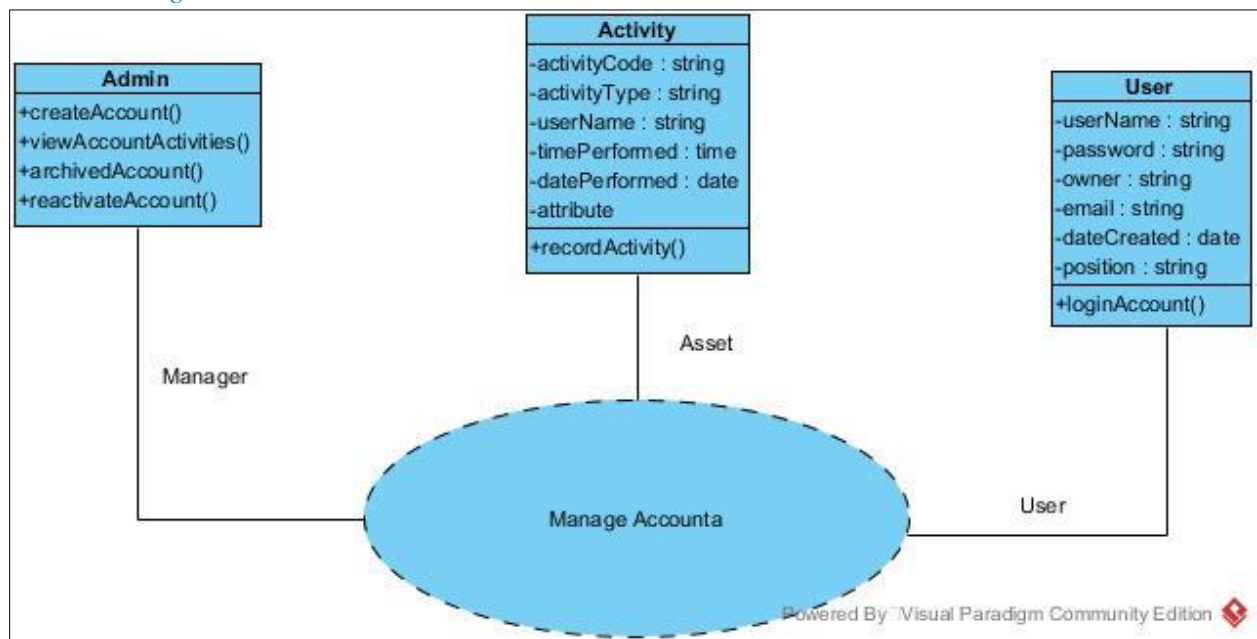 Admin
+createAccount()
+viewAccountActivities()
+archivedAccount()
+reactivateAccount()
Activity
-activityCode : string
-activityType : string
-userName : string
-timePerformed : time
-datePerformed : date
-attribute
+recordActivity()
User
-userName : string
-password : string
-owner : string
-email : string
-dateCreated : date
-position : string
+loginAccount()
Manager
Asset
User
Manage Accounta
Powered By Visual Paradigm Community Edition